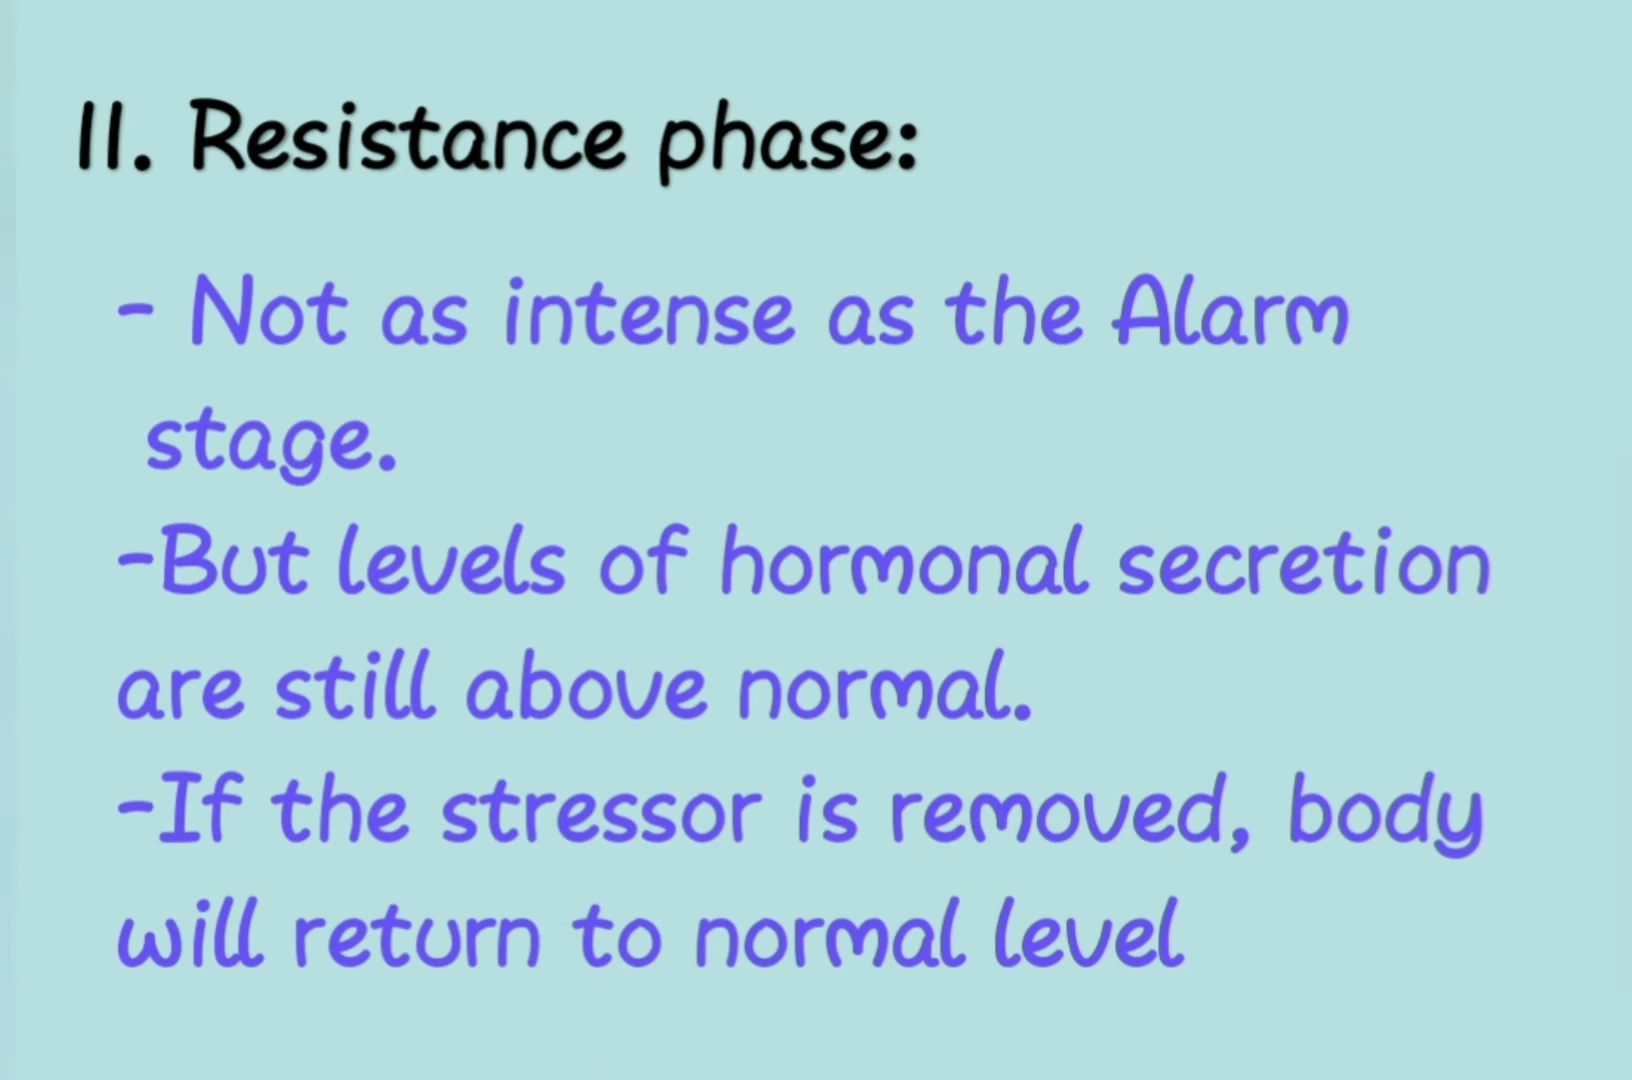 II. Resistance phase:
- Not as intense as the Alarm
stage.
-But levels of hormonal secretion
are still above normal.
-If the stressor is removed, body
will return to normal level